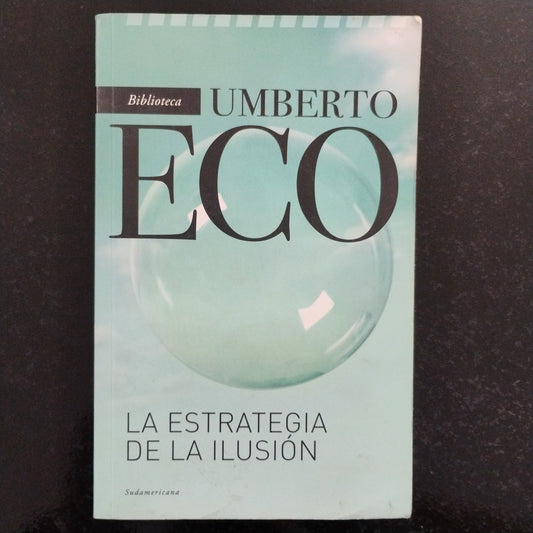 Biblioteca
UMBERTO
ECO
LA ESTRATEGIA
DE LA ILUSIÓN
Sudamericana